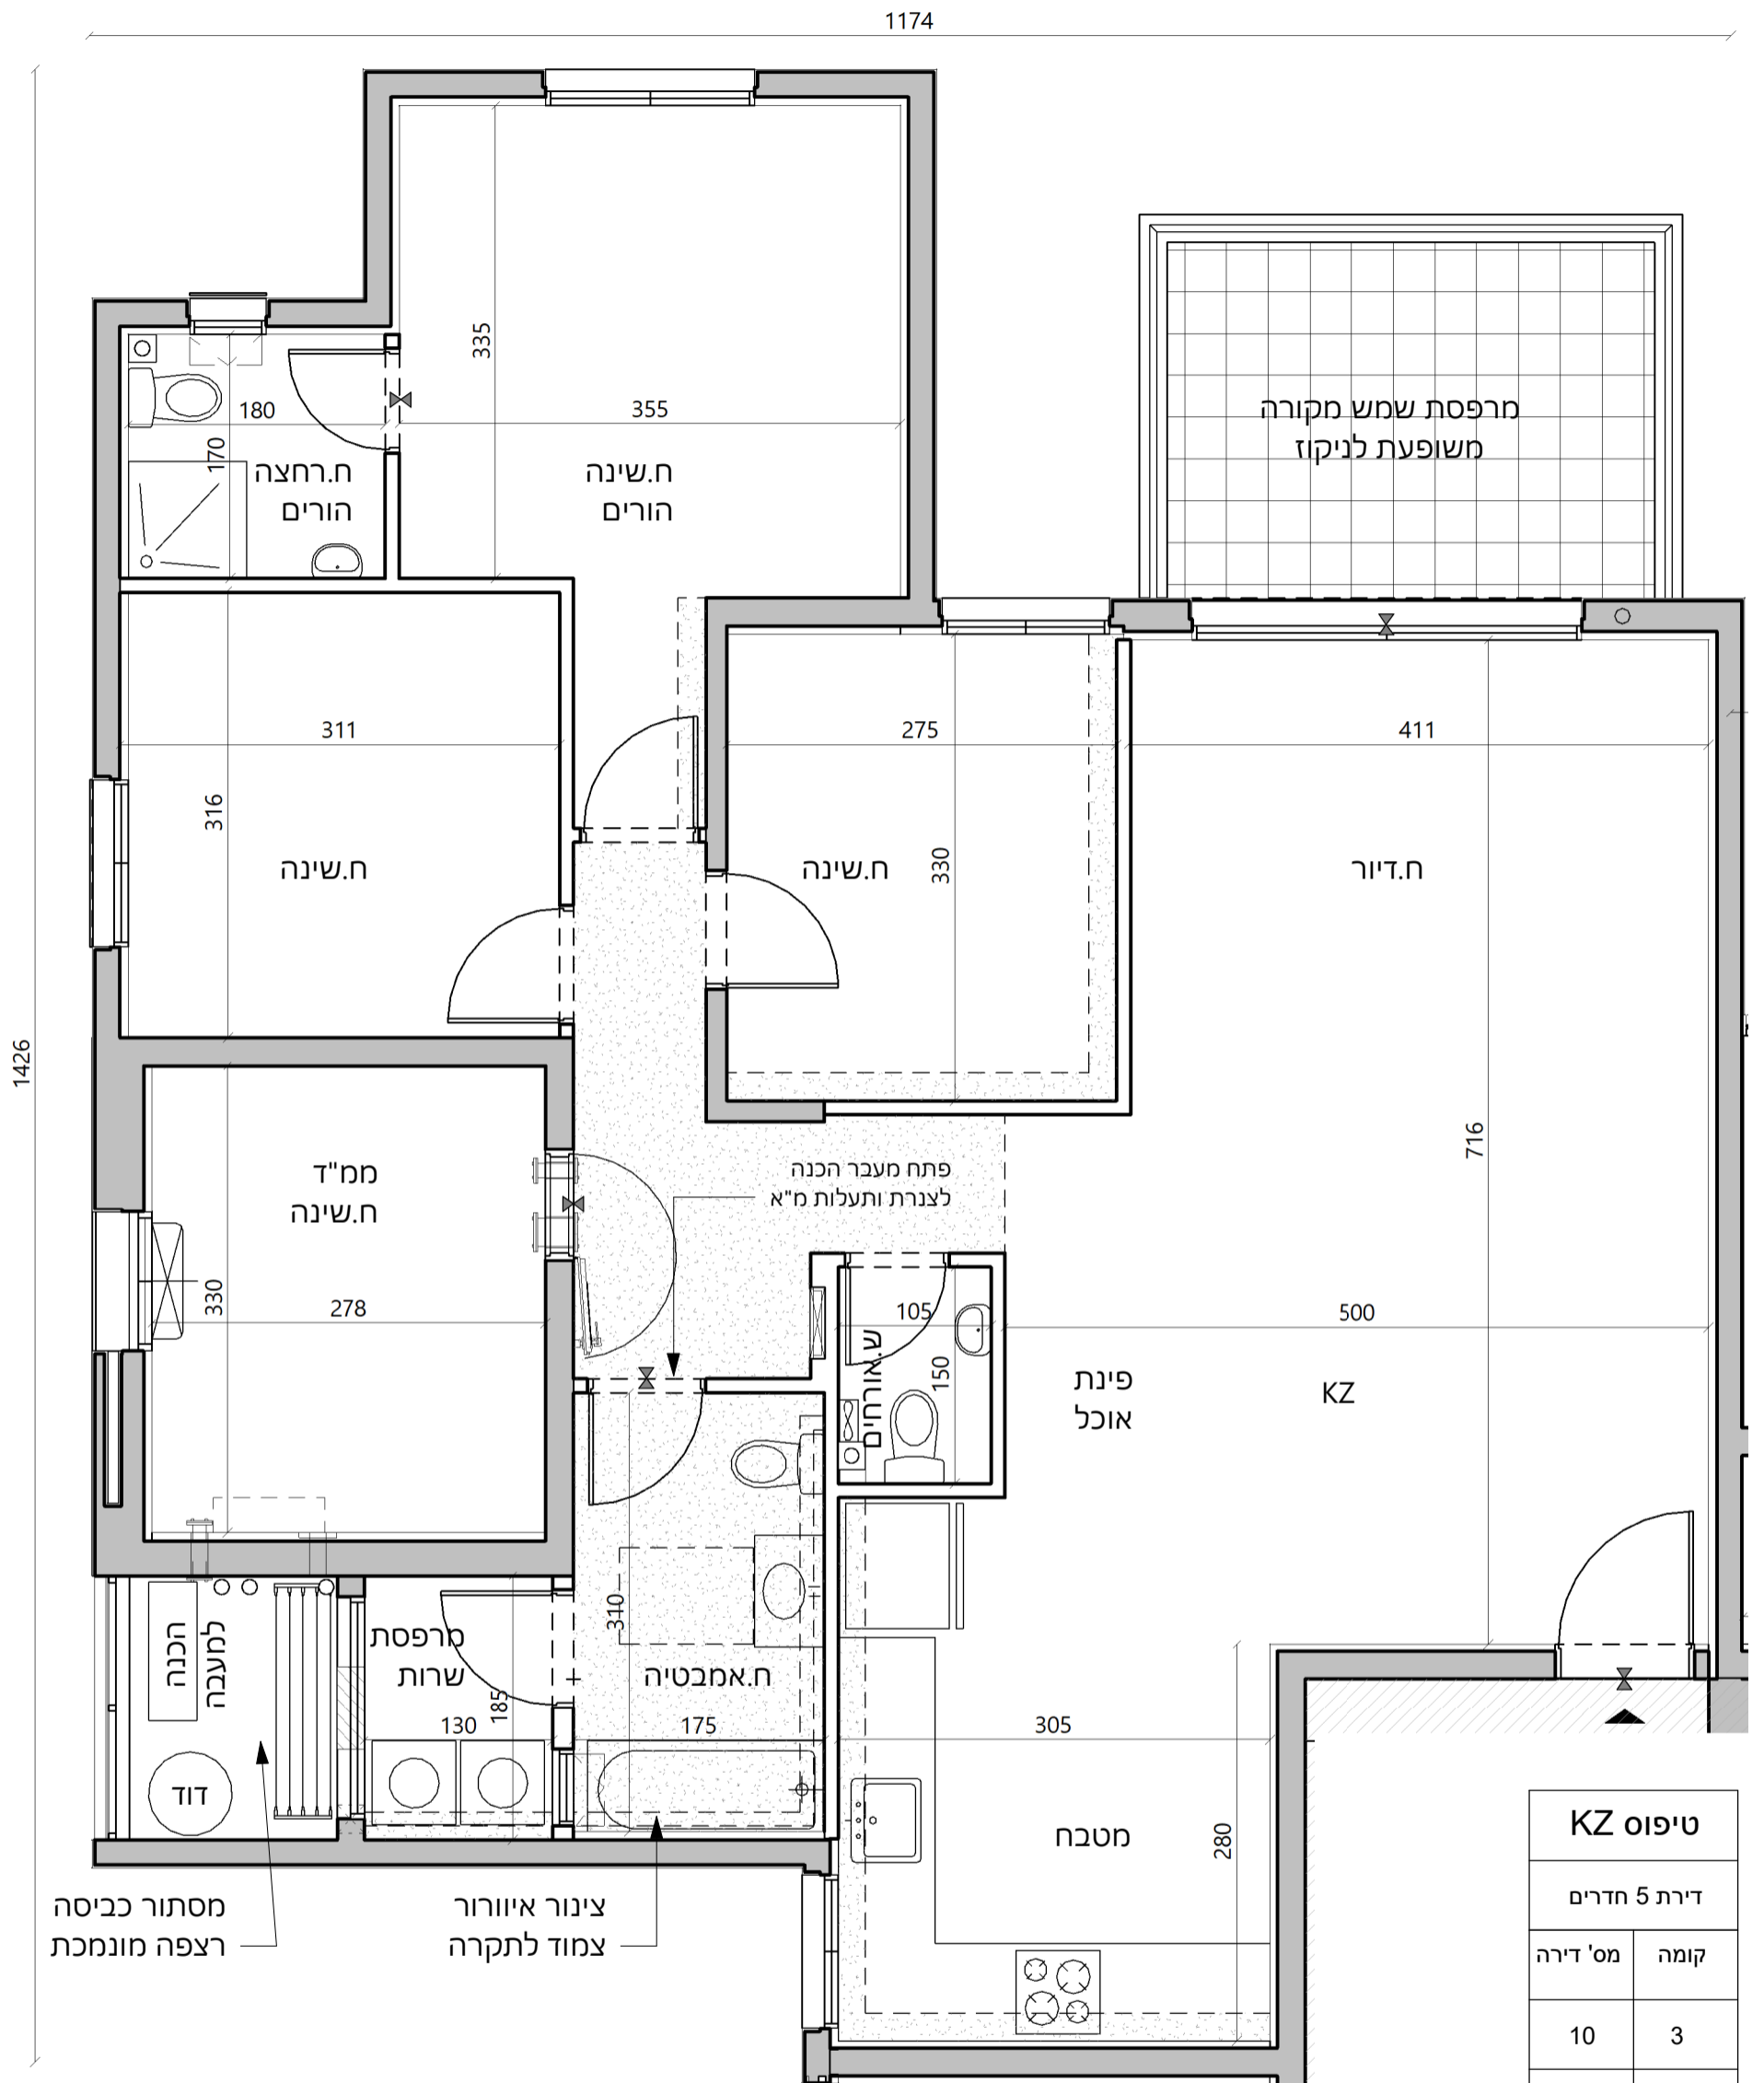 1174
1426
335
355
180
170
ח.רחצה
הורים
ח.שינה
הורים
מרפסת שמש מקורה
משופעת לניקוז
311
316
ח.שינה
275
330
ח.שינה
411
ח.דיור
716
ממ"ד
ח.שינה
330
278
פתח מעבר הכנה
לצנרת ותעלות מ"א
105
150
ש.אורחים
500
פינת
אוכל
KZ
הכנה
למעבה
דוד
מרפסת
שרות
185
130
310
ח.אמבטיה
175
305
מטבח
280
מסתור כביסה
רצפה מונמכת
צינור איוורור
צמוד לתקרה
טיפוס KZ
דירת 5 חדרים
קומה מס' דירה
3 10